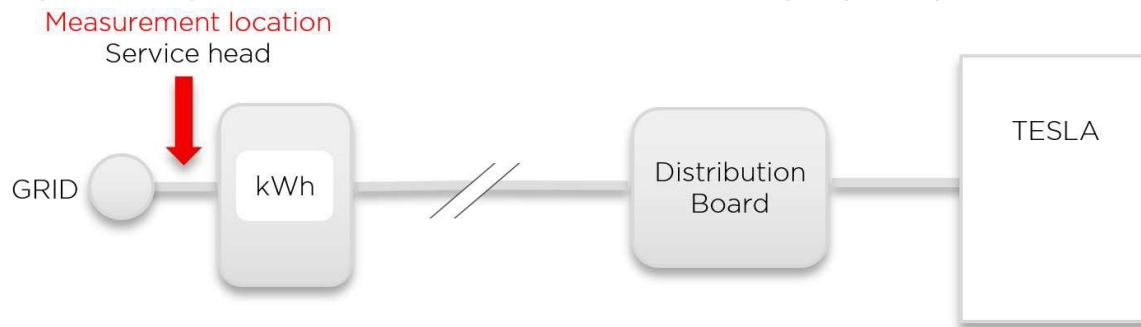 Measurement location
Service head
GRID
kWh
Distribution
Board
TESLA